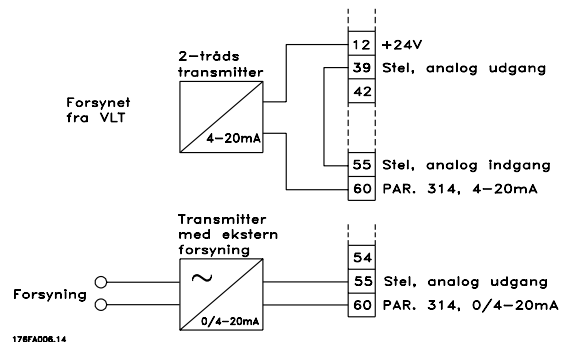 2-tråds
transmitter
Forsynet
fra VLT
4-20mA
12 +24V
39 Stel, analog udgang
42
55 Stel, analog indgang
60 PAR. 314, 4-20mA
Transmitter
med ekstern
forsyning
Forsyning
~
0/4-20mA
54
55 Stel, analog udgang
60 PAR. 314, 0/4-20mA
176FA006.14